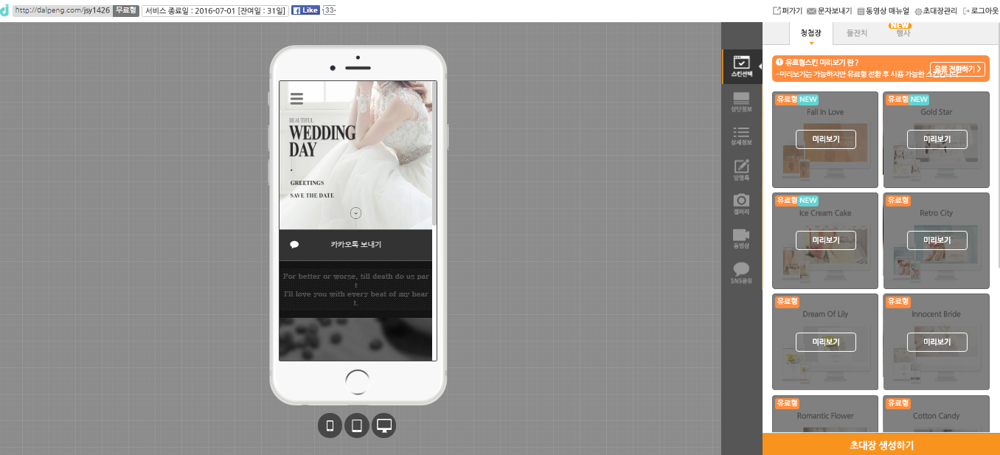 http://dalpeng.com/jsy1426 무료형 서비스 종료일 : 2016-07-01 [잔여일 : 31일] Like 33
퍼가기 문자보내기 동영상 매뉴얼 초대장관리 로그아웃
청첩장 돌잔치 NEW 행사
유료형스킨 미리보기 란 ?
- 미리보기는 가능하지만 유료형 전환 후 사용 가능한 스킨입니다.
유료 전환하기
스킨선택
상단정보
상세정보
방명록
갤러리
동영상
SNS공유
BEAUTIFUL
WEDDING
DAY
GREETINGS
SAVE THE DATE
카카오톡 보내기
For better or worse, till death do us par
t
I'll love you with every beat of my hear
t.
유료형 NEW
Fall In Love
미리보기
유료형 NEW
Gold Star
미리보기
유료형 NEW
Ice Cream Cake
미리보기
유료형
Retro City
미리보기
유료형
Dream Of Lily
미리보기
유료형
Innocent Bride
미리보기
유료형
Romantic Flower
유료형
Cotton Candy
초대장 생성하기